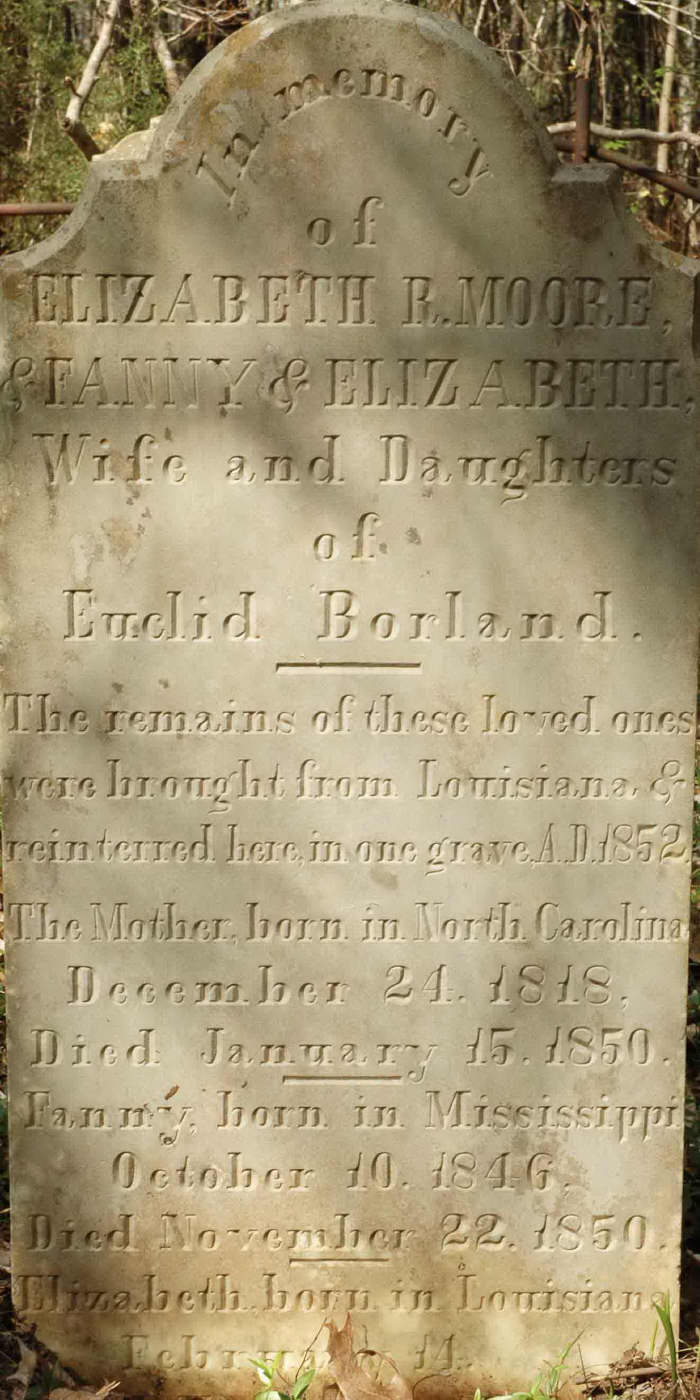 In memory
of
ELIZABETH R. MOORE,
& FANNY & ELIZABETH,
Wife and Daughters
of
Euclid Borland.
The remains of these loved ones
were brought from Louisiana &
reinterred here, in one grave, A.D. 1852.
The Mother, born in North Carolina
December 24. 1818,
Died January 15. 1850.
Fanny, born in Mississippi
October 10. 1846,
Died November 22. 1850.
Elizabeth, born in Louisiana
February 14.